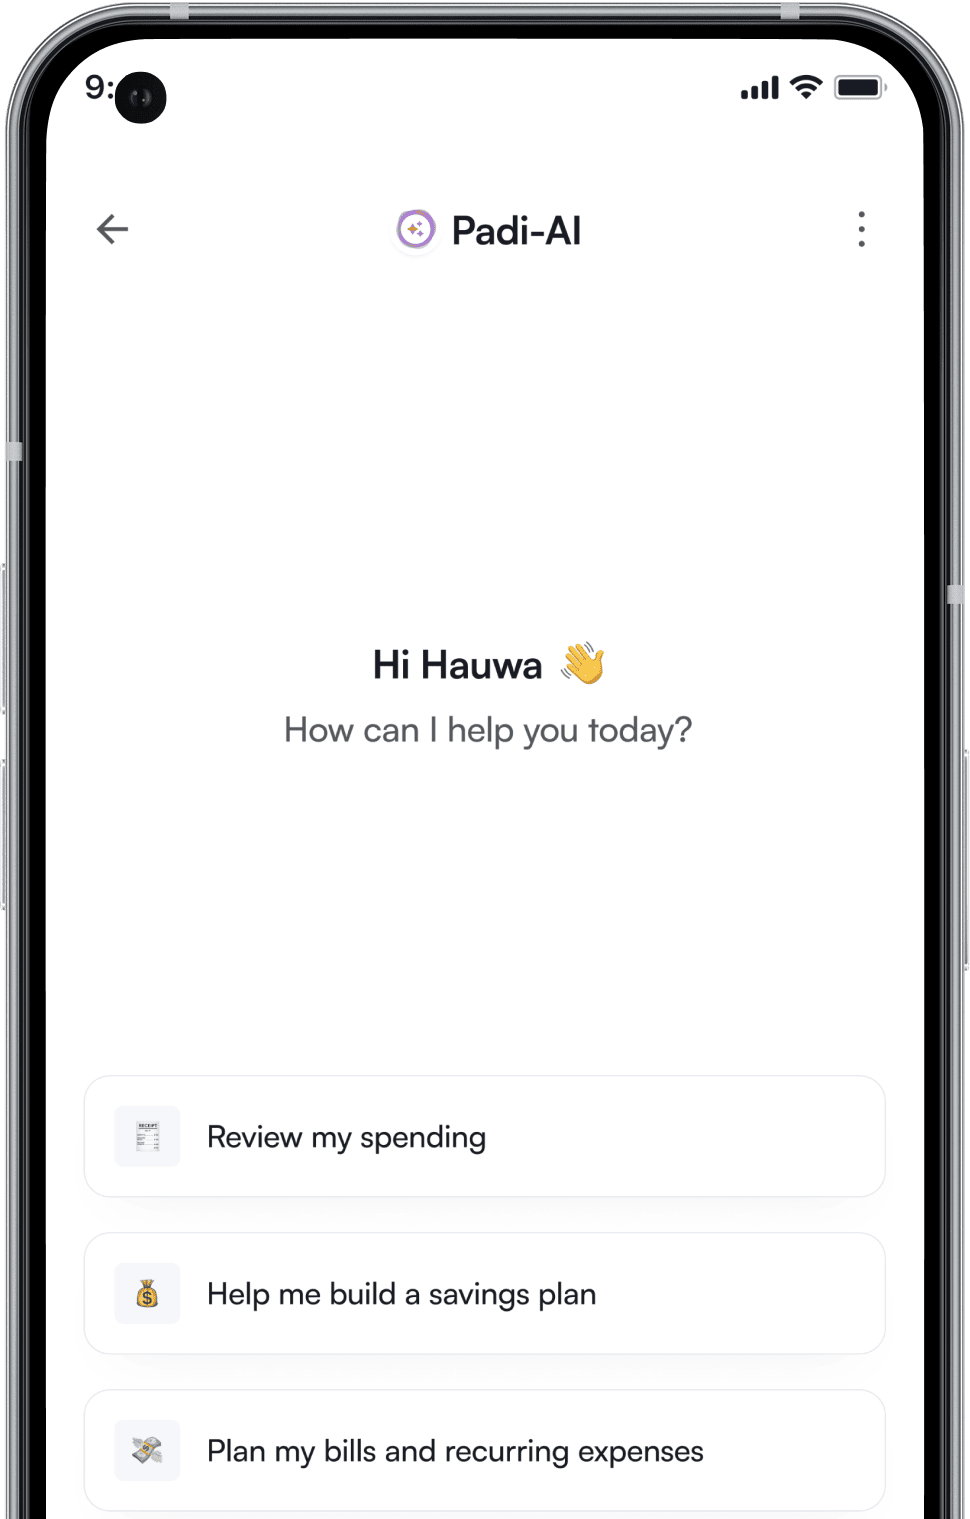 9:
Padi-AI
Hi Hauwa 👋
How can I help you today?
RECEIPT
Review my spending
Help me build a savings plan
Plan my bills and recurring expenses